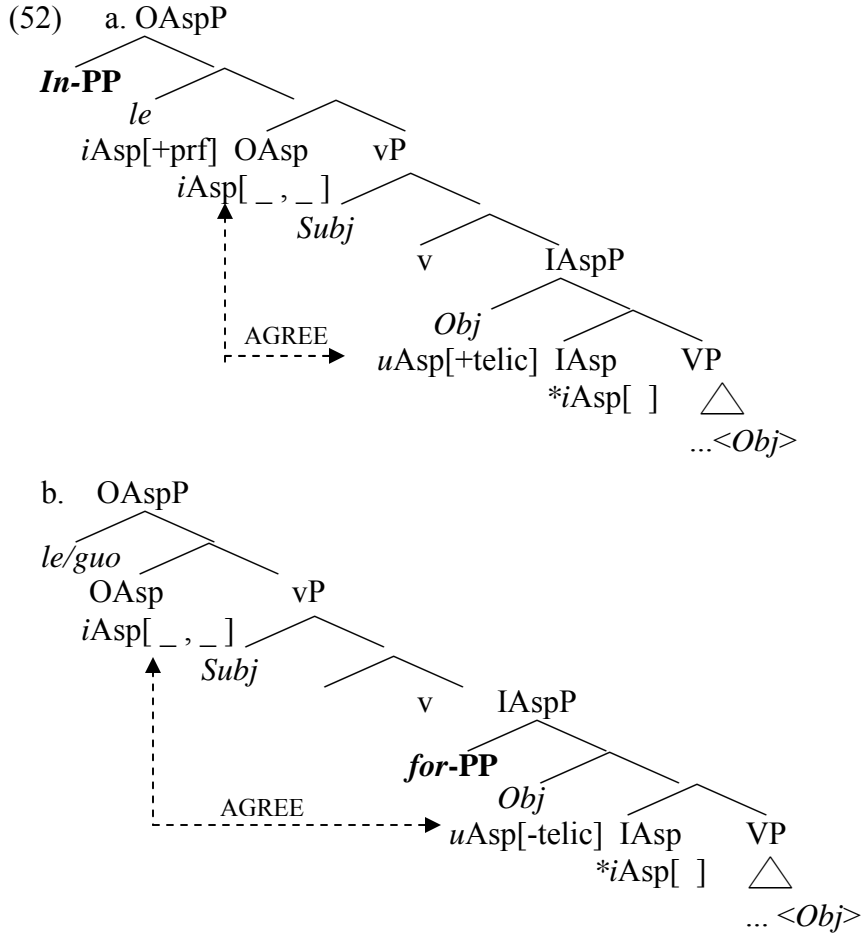 (52) a. OAspP
In-PP
le
iAsp[+prf] OAsp vP
iAsp[ _ , _ ]
Subj
v IAspP
Obj
AGREE
uAsp[+telic] IAsp VP
*iAsp[ ]
...<Obj>
b. OAspP
le/guo
OAsp vP
iAsp[ _ , _ ]
Subj
v IAspP
for-PP
Obj
AGREE
uAsp[-telic] IAsp VP
*iAsp[ ]
... <Obj>